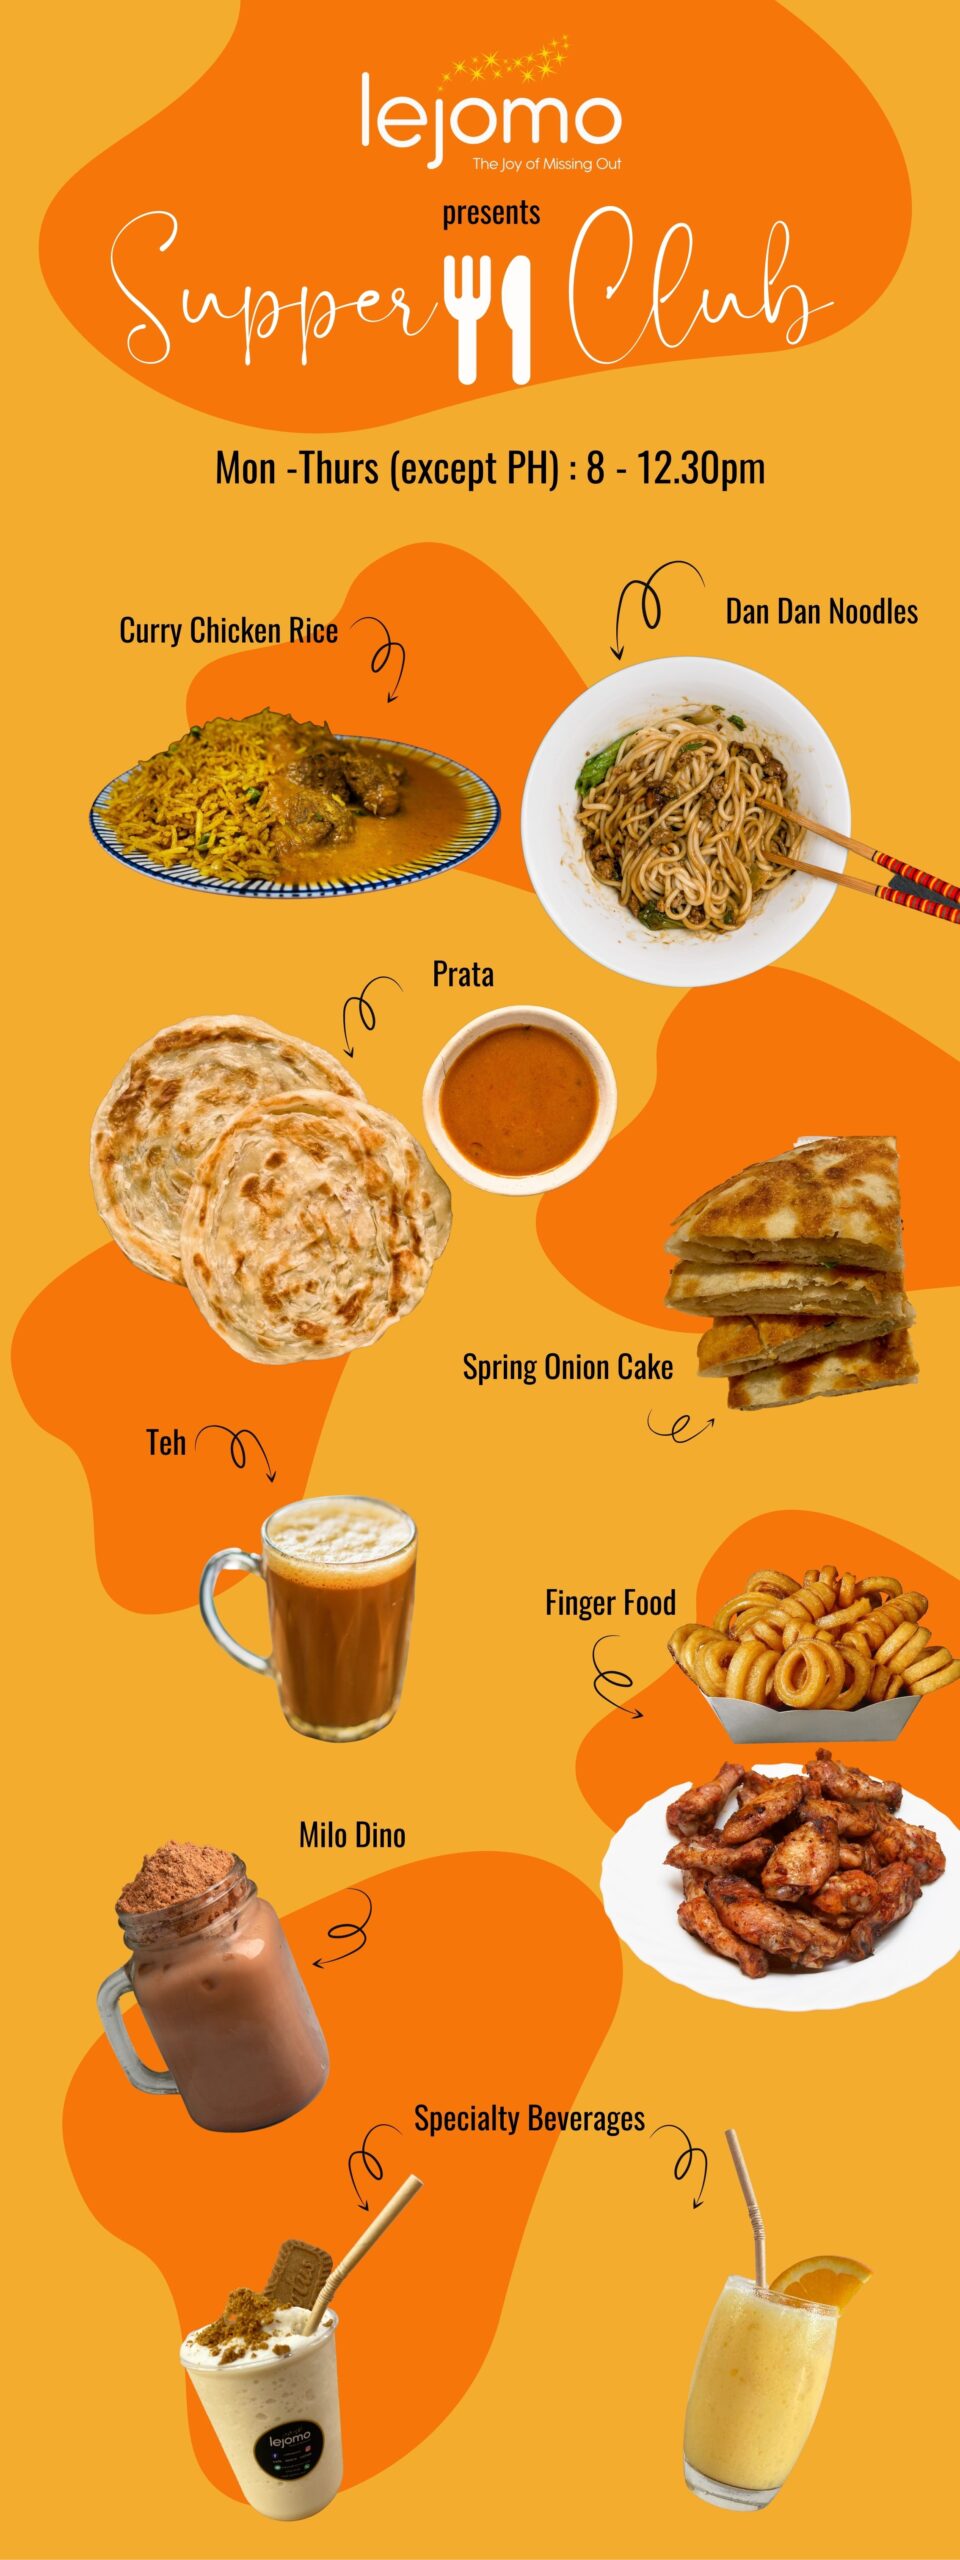 lejomo
The Joy of Missing Out
presents
Supper Club
Mon -Thurs (except PH) : 8 - 12.30pm
Curry Chicken Rice
Dan Dan Noodles
Prata
Spring Onion Cake
Teh
Finger Food
Milo Dino
Specialty Beverages
lejomo